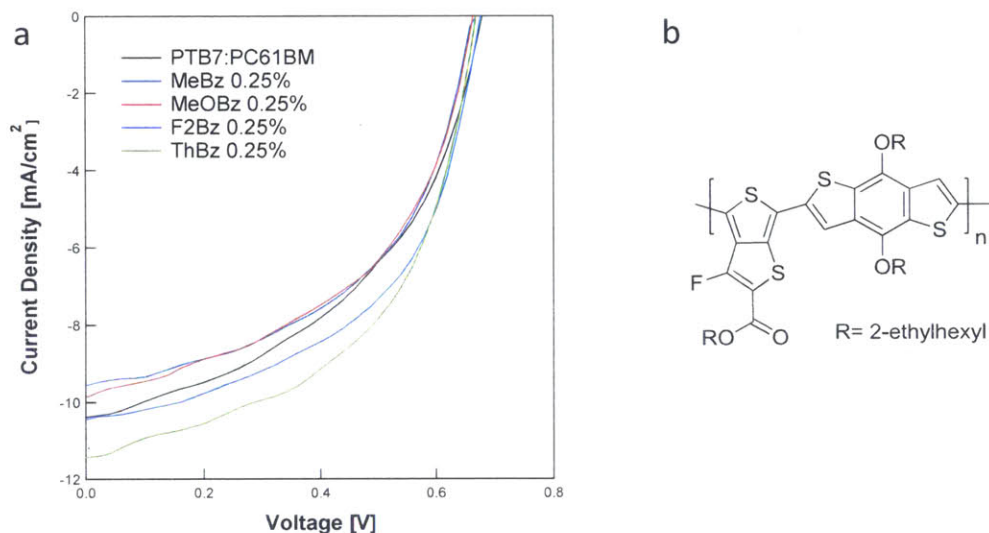 a
0
-2
-4
-6
-8
-10
-12
Current Density [mA/cm²]
PTB7:PC61BM
MeBz 0.25%
MeOBz 0.25%
F2Bz 0.25%
ThBz 0.25%
0.0 0.2 0.4 0.6 0.8
Voltage [V]
b
OR
S
S
n
S
S
OR
F
RO
O
R= 2-ethylhexyl